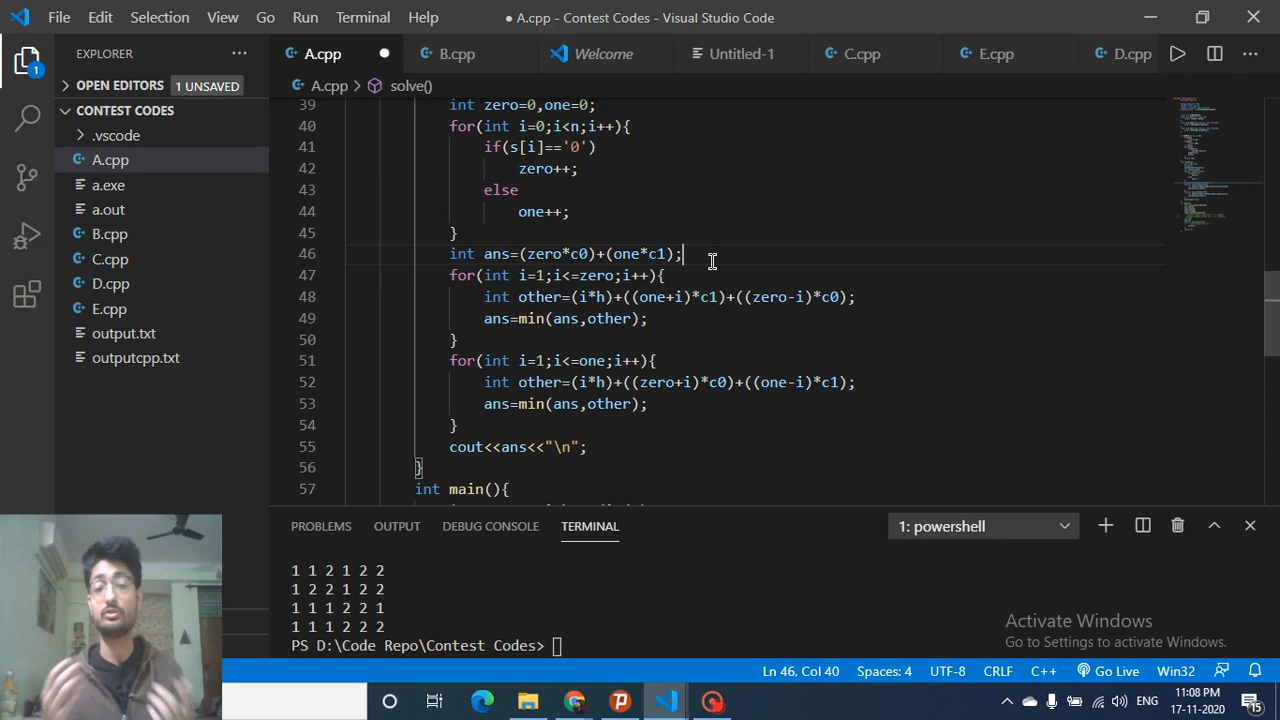 File Edit Selection View Go Run Terminal Help ● A.cpp - Contest Codes - Visual Studio Code
EXPLORER ···
A.cpp ● B.cpp Welcome Untitled-1 C.cpp E.cpp D.cpp ···
OPEN EDITORS 1 UNSAVED
A.cpp > solve()
CONTEST CODES
.vscode
A.cpp
a.exe
a.out
B.cpp
C.cpp
D.cpp
E.cpp
output.txt
outputcpp.txt
39 int zero=0,one=0;
40 for(int i=0;i<n;i++){
41 if(s[i]=='0')
42 zero++;
43 else
44 one++;
45 }
46 int ans=(zero*c0)+(one*c1);
47 for(int i=1;i<=zero;i++){
48 int other=(i*h)+((one+i)*c1)+((zero-i)*c0);
49 ans=min(ans,other);
50 }
51 for(int i=1;i<=one;i++){
52 int other=(i*h)+((zero+i)*c0)+((one-i)*c1);
53 ans=min(ans,other);
54 }
55 cout<<ans<<"\n";
56 }
57 int main(){
PROBLEMS OUTPUT DEBUG CONSOLE TERMINAL 1: powershell
1 1 2 1 2 2
1 2 2 1 2 2
1 1 1 2 2 1
1 1 1 2 2 2
PS D:\Code Repo\Contest Codes>
Activate Windows
Go to Settings to activate Windows.
Ln 46, Col 40 Spaces: 4 UTF-8 CRLF C++ Go Live Win32
ENG 11:08 PM
17-11-2020
15
1